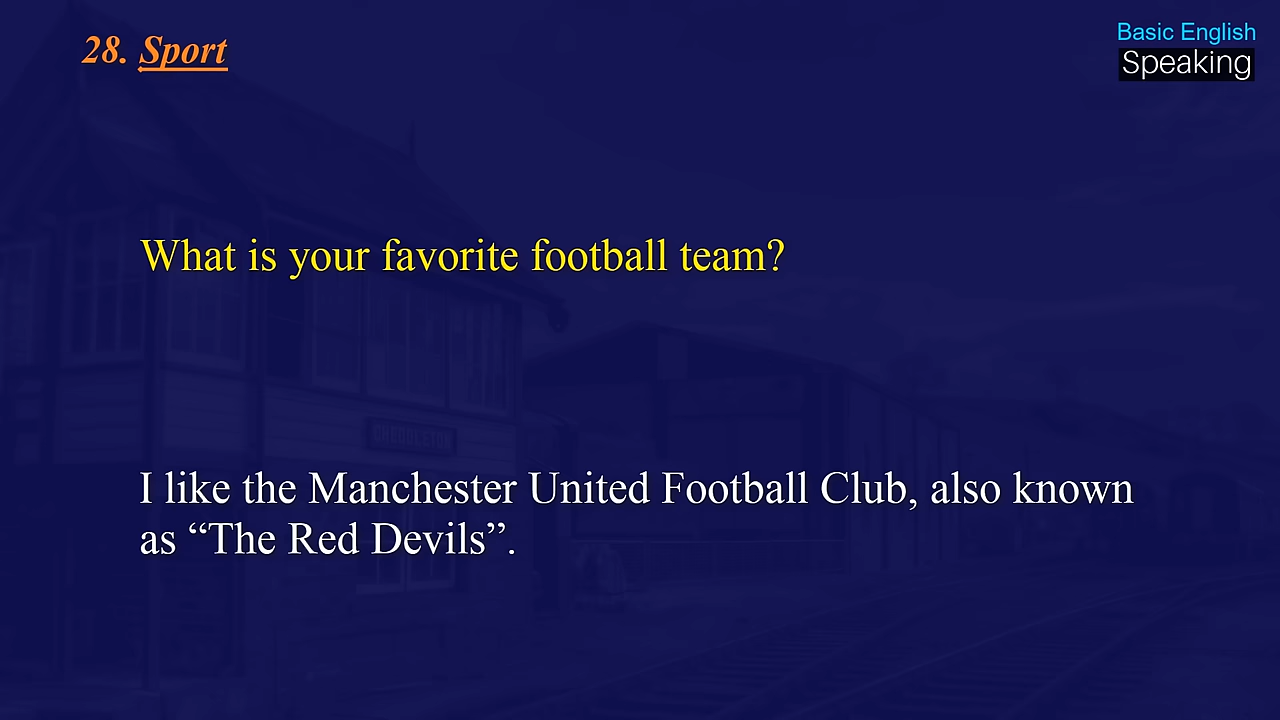 28. Sport
Basic English
Speaking
What is your favorite football team?
CHEDDLETON
I like the Manchester United Football Club, also known
as “The Red Devils”.